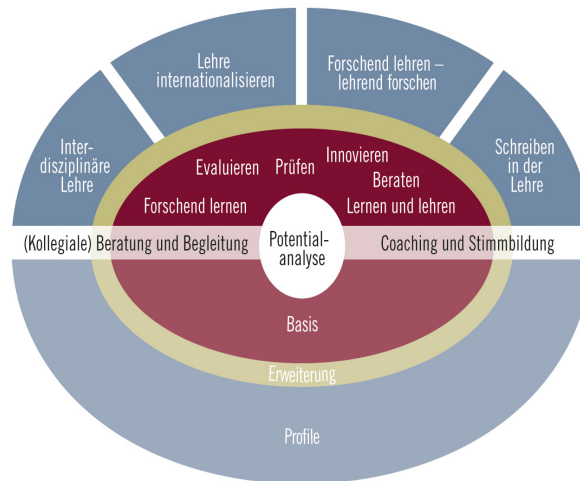 Lehre
internationalisieren
Forschend lehren –
lehrend forschen
Inter-
disziplinäre
Lehre
Schreiben
in der
Lehre
Evaluieren
Prüfen
Innovieren
Beraten
Forschend lernen
Lernen und lehren
(Kollegiale) Beratung und Begleitung
Potential-
analyse
Coaching und Stimmbildung
Basis
Erweiterung
Profile